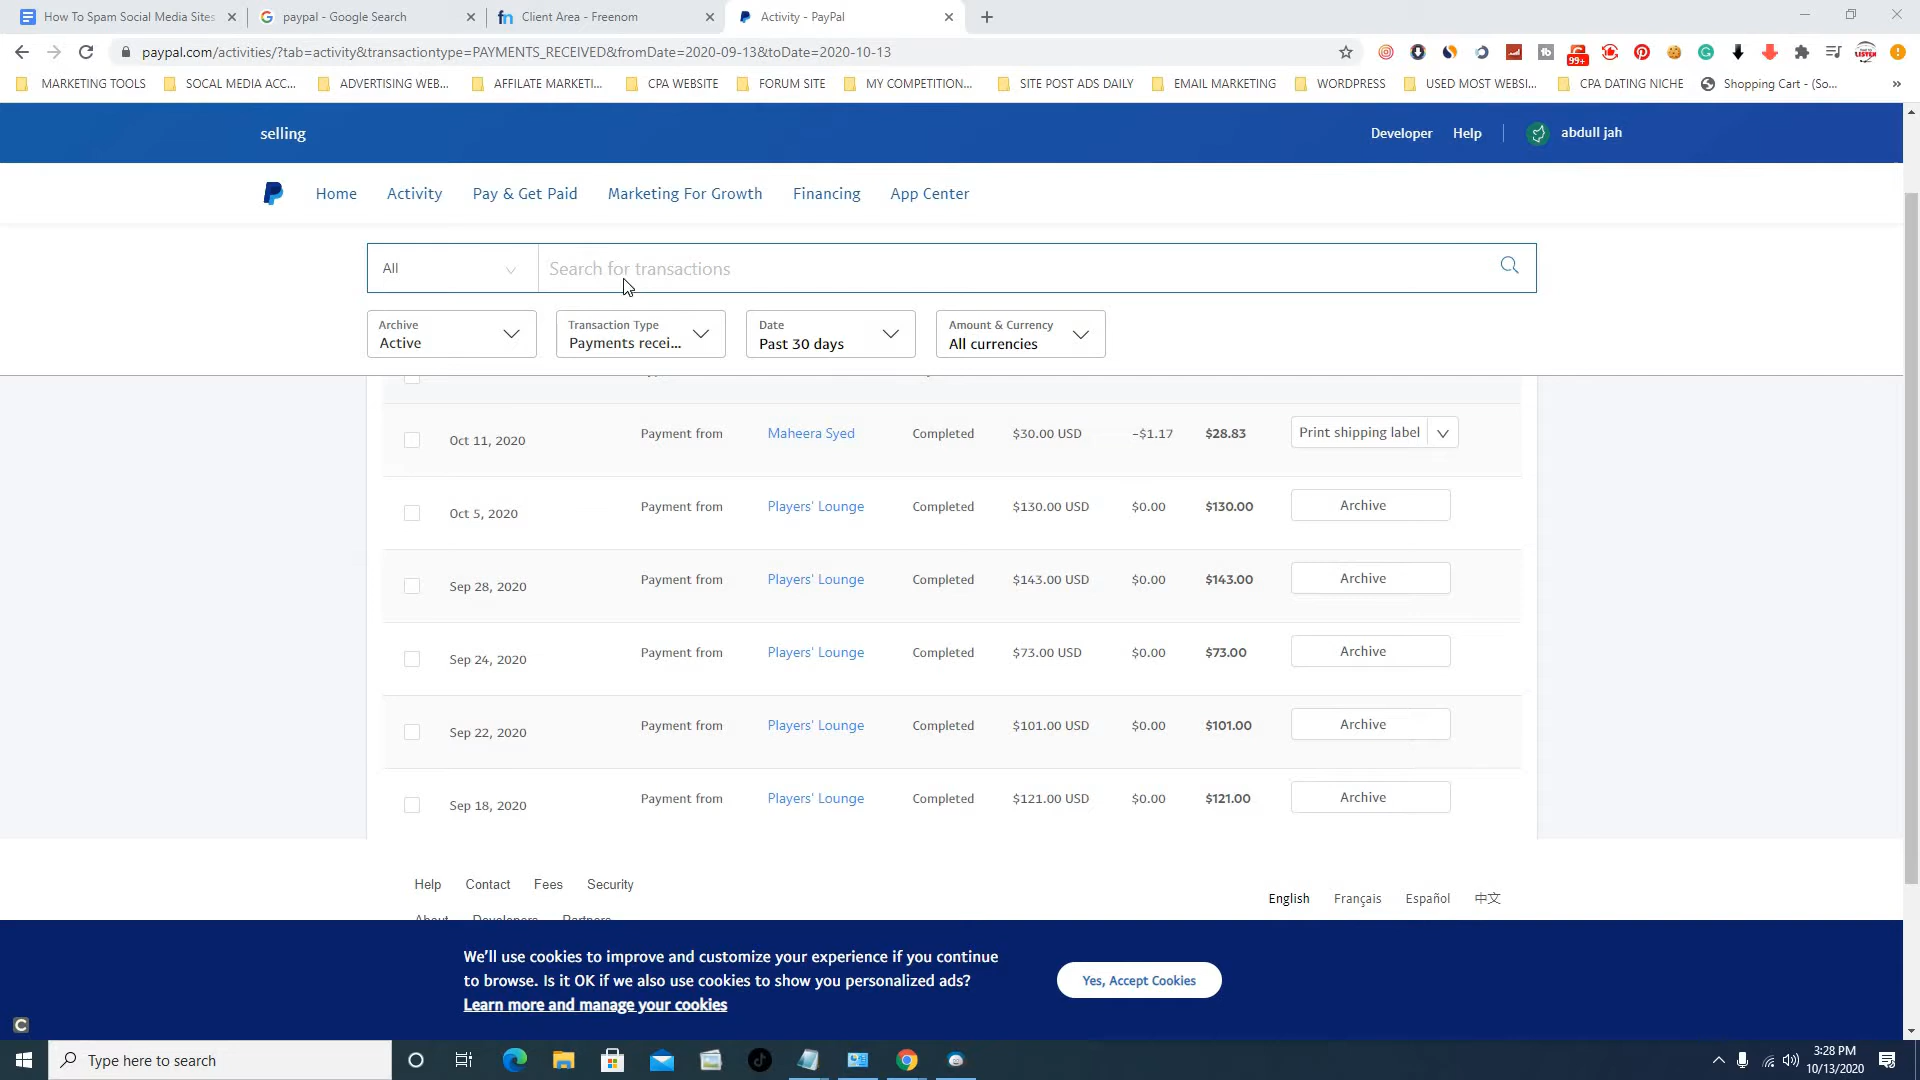 How To Spam Social Media Sites
paypal - Google Search
Client Area - Freenom
Activity - PayPal
paypal.com/activities/?tab=activity&transactiontype=PAYMENTS_RECEIVED&fromDate=2020-09-13&toDate=2020-10-13
99+
MARKETING TOOLS
SOCAL MEDIA ACC...
ADVERTISING WEB...
AFFILATE MARKETI...
CPA WEBSITE
FORUM SITE
MY COMPETITION...
SITE POST ADS DAILY
EMAIL MARKETING
WORDPRESS
USED MOST WEBSI...
CPA DATING NICHE
Shopping Cart - (So...
selling
Developer Help abdull jah
Home Activity Pay & Get Paid Marketing For Growth Financing App Center
All Search for transactions
Archive
Active
Transaction Type
Payments recei...
Date
Past 30 days
Amount & Currency
All currencies
Oct 11, 2020 Payment from Maheera Syed Completed $30.00 USD -$1.17 $28.83 Print shipping label
Oct 5, 2020 Payment from Players' Lounge Completed $130.00 USD $0.00 $130.00 Archive
Sep 28, 2020 Payment from Players' Lounge Completed $143.00 USD $0.00 $143.00 Archive
Sep 24, 2020 Payment from Players' Lounge Completed $73.00 USD $0.00 $73.00 Archive
Sep 22, 2020 Payment from Players' Lounge Completed $101.00 USD $0.00 $101.00 Archive
Sep 18, 2020 Payment from Players' Lounge Completed $121.00 USD $0.00 $121.00 Archive
Help Contact Fees Security
English Français Español 中文
About Developers Partners
We'll use cookies to improve and customize your experience if you continue
to browse. Is it OK if we also use cookies to show you personalized ads?
Learn more and manage your cookies
Yes, Accept Cookies
Type here to search
3:28 PM
10/13/2020